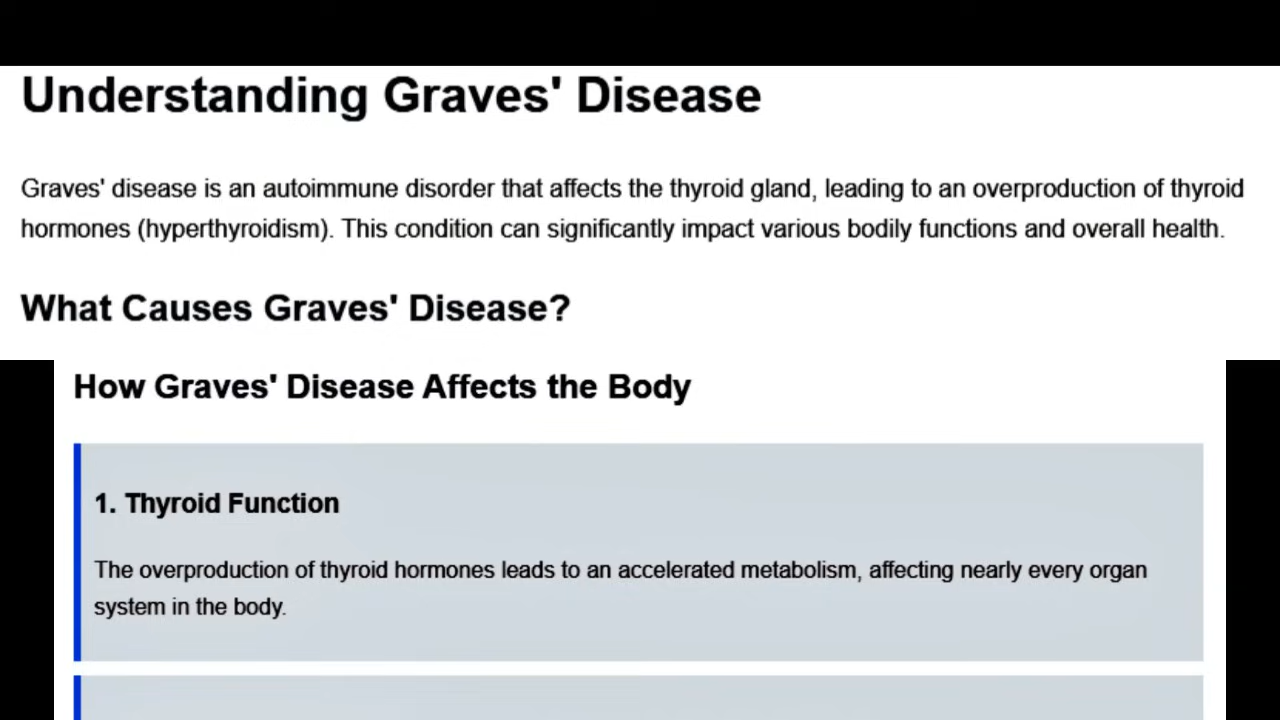 Understanding Graves' Disease
Graves' disease is an autoimmune disorder that affects the thyroid gland, leading to an overproduction of thyroid
hormones (hyperthyroidism). This condition can significantly impact various bodily functions and overall health.
What Causes Graves' Disease?
How Graves' Disease Affects the Body
1. Thyroid Function
The overproduction of thyroid hormones leads to an accelerated metabolism, affecting nearly every organ
system in the body.